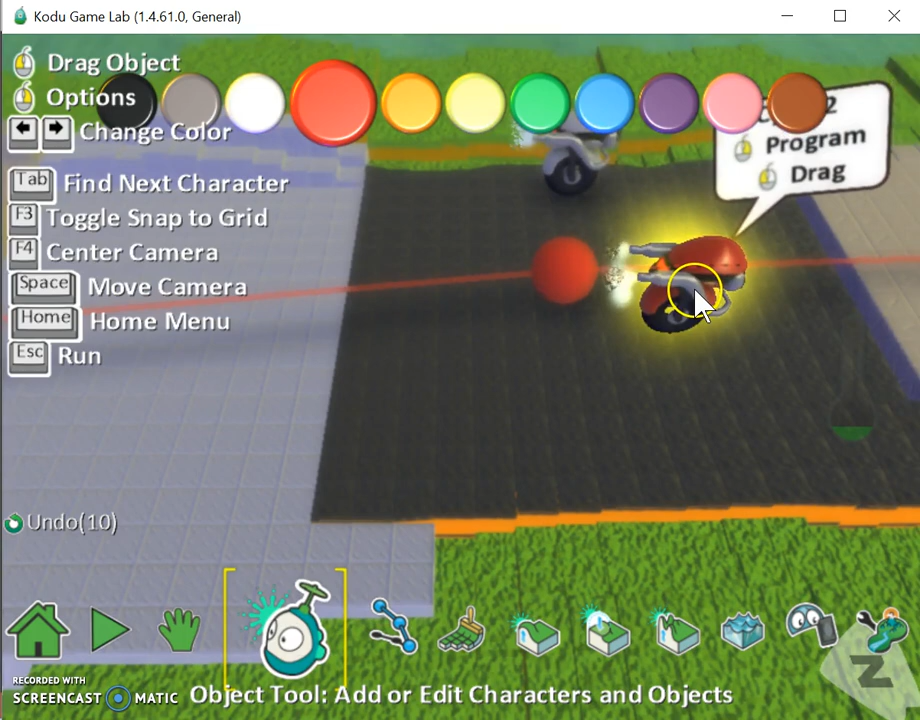 Kodu Game Lab (1.4.61.0, General)
Drag Object
Options
Change Color
2
Program
Drag
Tab Find Next Character
F3 Toggle Snap to Grid
F4 Center Camera
Space Move Camera
Home Home Menu
Esc Run
Undo(10)
RECORDED WITH
SCREENCAST MATIC
Object Tool: Add or Edit Characters and Objects
Z